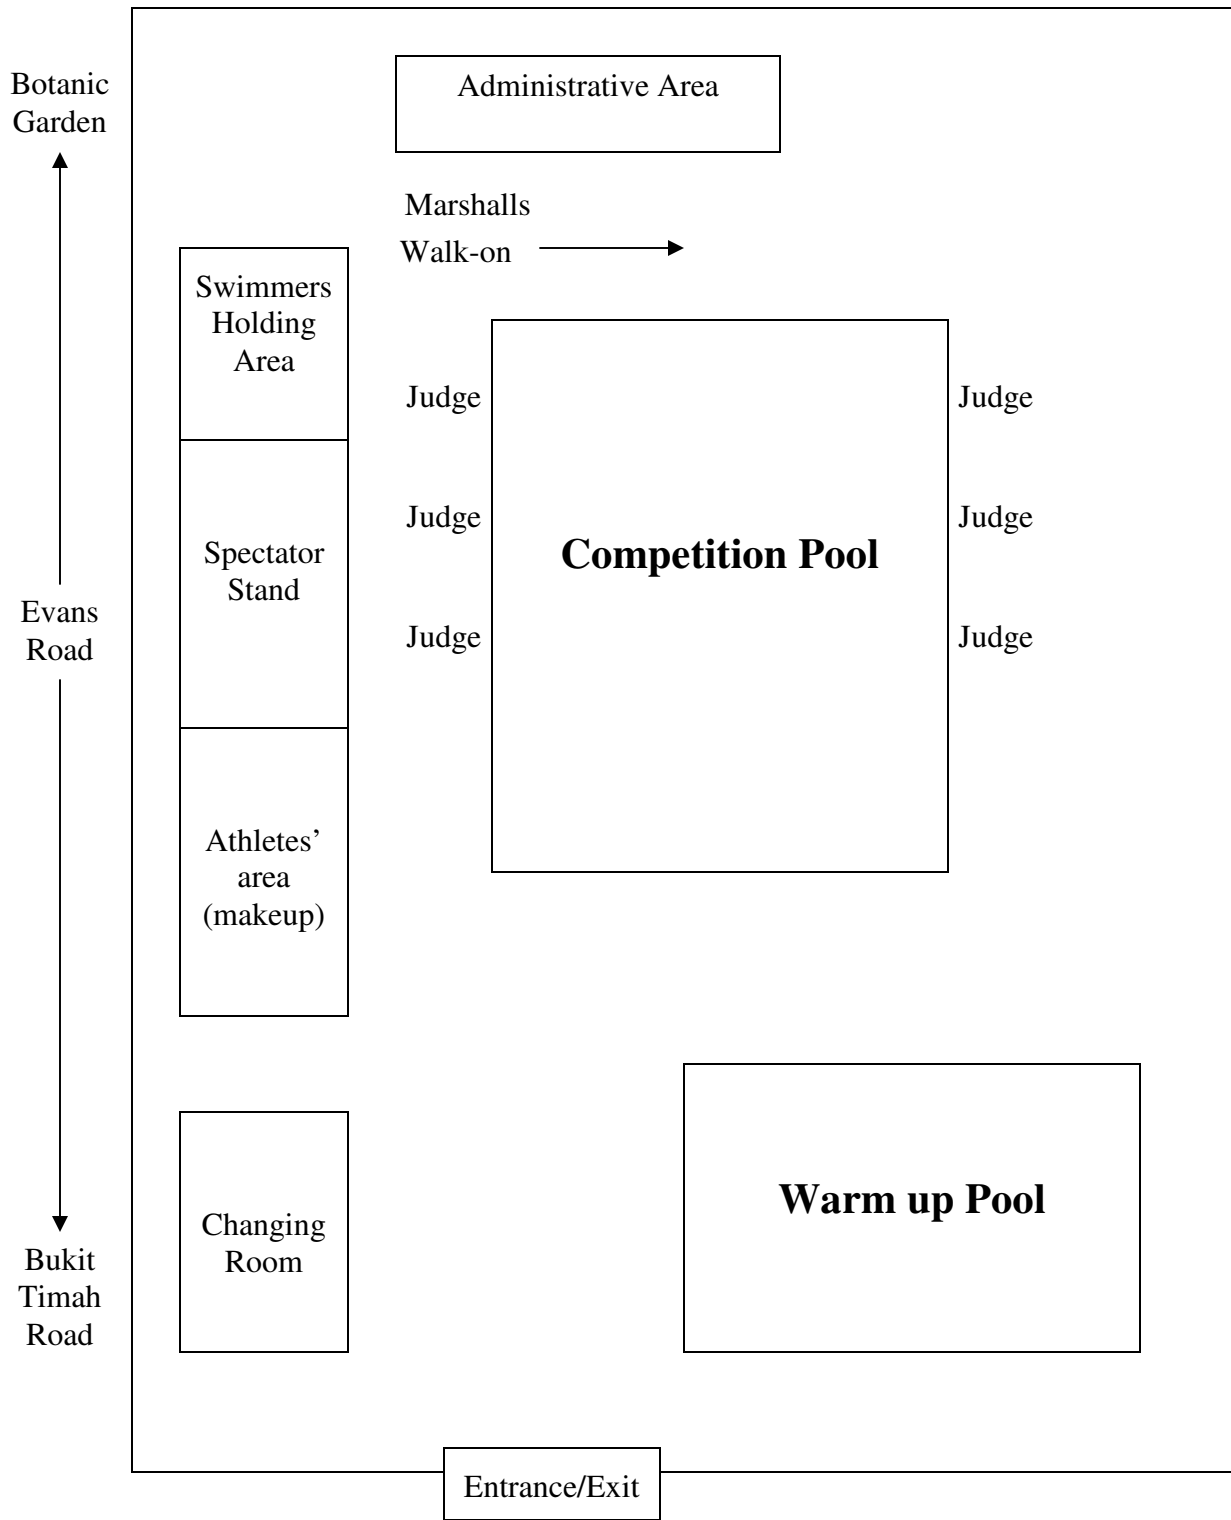 Botanic
Garden
Administrative Area
Marshalls
Walk-on
Swimmers
Holding
Area
Judge
Judge
Judge
Judge
Spectator
Stand
Competition Pool
Evans
Road
Judge
Judge
Athletes’
area
(makeup)
Changing
Room
Warm up Pool
Bukit
Timah
Road
Entrance/Exit